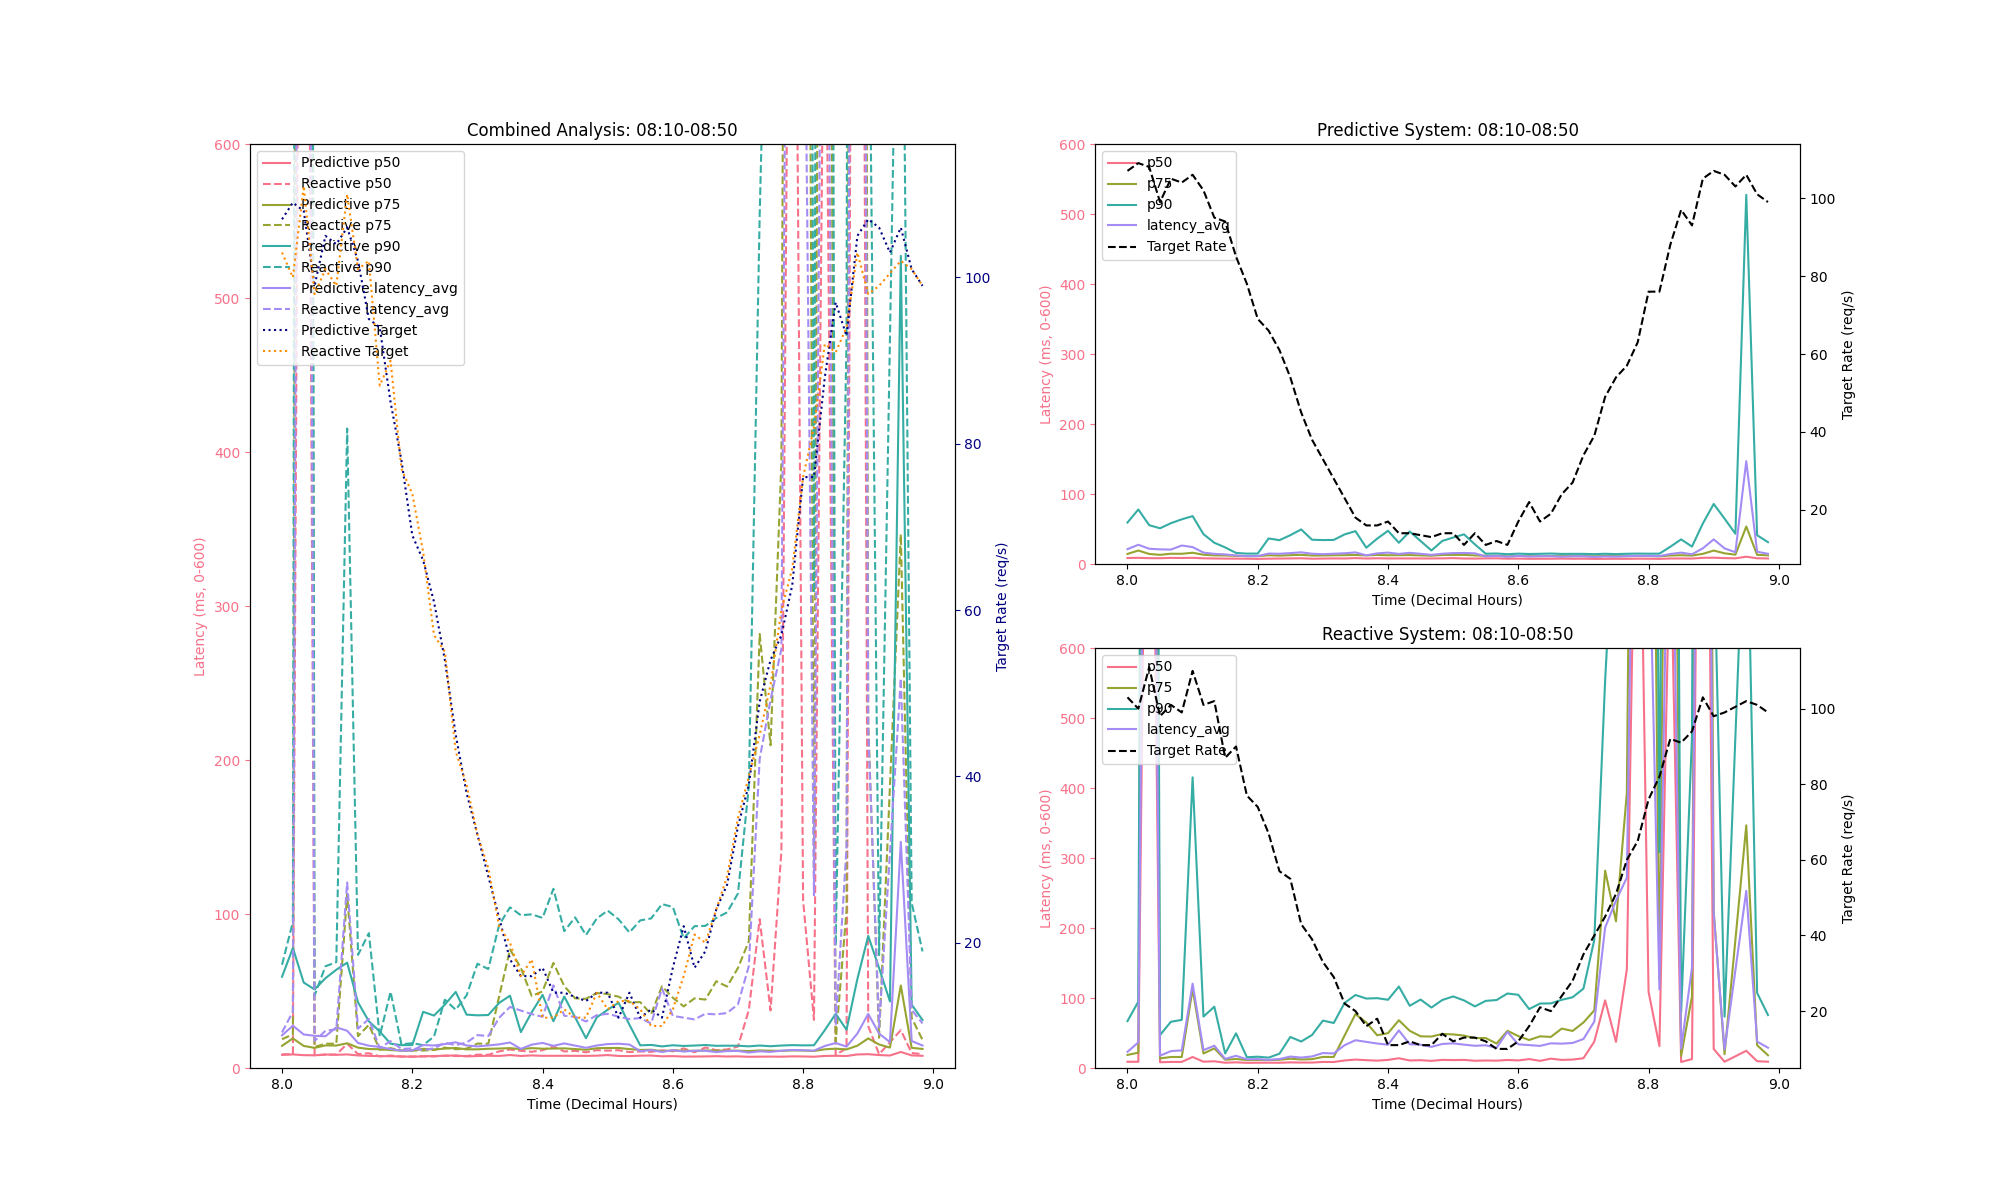 Combined Analysis: 08:10-08:50
Predictive p50
Reactive p50
Predictive p75
Reactive p75
Predictive p90
Reactive p90
Predictive latency_avg
Reactive latency_avg
Predictive Target
Reactive Target
600
500
400
300
200
100
0
Latency (ms, 0-600)
100
80
60
40
20
Target Rate (req/s)
8.0 8.2 8.4 8.6 8.8 9.0
Time (Decimal Hours)
Predictive System: 08:10-08:50
p50
p75
p90
latency_avg
Target Rate
600
500
400
300
200
100
0
Latency (ms, 0-600)
100
80
60
40
20
Target Rate (req/s)
8.0 8.2 8.4 8.6 8.8 9.0
Time (Decimal Hours)
Reactive System: 08:10-08:50
p50
p75
p90
latency_avg
Target Rate
600
500
400
300
200
100
0
Latency (ms, 0-600)
100
80
60
40
20
Target Rate (req/s)
8.0 8.2 8.4 8.6 8.8 9.0
Time (Decimal Hours)